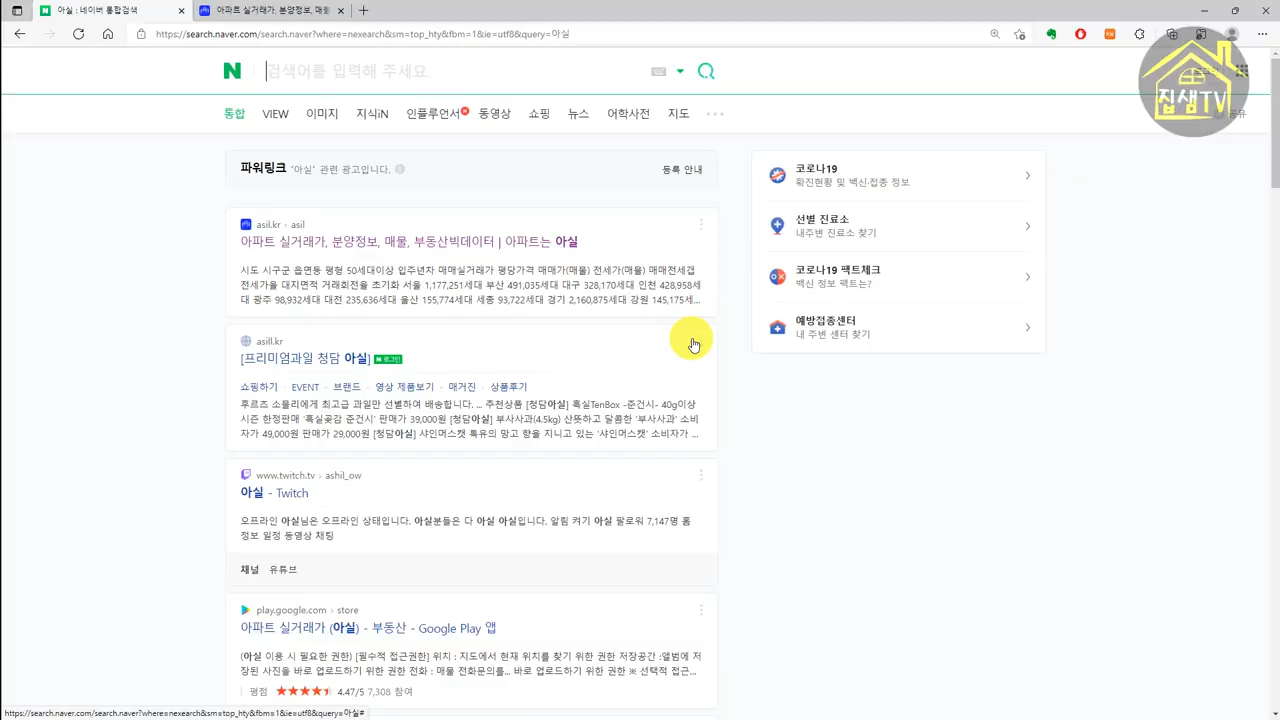 아실 : 네이버 통합검색
아파트 실거래가, 분양정보, 매물
https://search.naver.com/search.naver?where=nexearch&sm=top_hty&fbm=1&ie=utf8&query=아실
N 검색어를 입력해 주세요.
집샘TV
통합 VIEW 이미지 지식iN 인플루언서 동영상 쇼핑 뉴스 어학사전 지도
파워링크 '아실' 관련 광고입니다. 등록 안내
asil.kr › asil
아파트 실거래가, 분양정보, 매물, 부동산빅데이터 | 아파트는 아실
시도 시구군 읍면동 평형 50세대이상 입주년차 매매실거래가 평당가격 매매가(매물) 전세가(매물) 매매전세갭
전세가율 대지면적 거래회전율 초기화 서울 1,177,251세대 부산 491,035세대 대구 328,170세대 인천 428,958세
대 광주 98,932세대 대전 235,636세대 울산 155,774세대 세종 93,722세대 경기 2,160,875세대 강원 145,175세...
asill.kr
[프리미엄과일 청담 아실] N 로그인
쇼핑하기 · EVENT · 브랜드 · 영상 제품보기 · 매거진 · 상품후기
후르츠 소믈리에게 최고급 과일만 선별하여 배송합니다. ... 추천상품 [청담아실] 흑실TenBox -준건시- 40g이상
시즌 한정판매 '흑실곶감 준건시' 판매가 39,000원 [청담아실] 부사사과(4.5kg) 산뜻하고 달콤한 '부사사과' 소비
자가 49,000원 판매가 29,000원 [청담아실] 샤인머스캣 특유의 망고 향을 지니고 있는 '샤인머스캣' 소비자가 ...
www.twitch.tv › ashil_ow
아실 - Twitch
오프라인 아실님은 오프라인 상태입니다. 아실분들은 다 아실 아실입니다. 알림 켜기 아실 팔로워 7,147명 홈
정보 일정 동영상 채팅
채널 유튜브
play.google.com › store
아파트 실거래가 (아실) - 부동산 - Google Play 앱
(아실 이용 시 필요한 권한) [필수적 접근권한] 위치 : 지도에서 현재 위치를 찾기 위한 권한 저장공간 :앨범에 저
장된 사진을 바로 업로드하기 위한 권한 전화 : 매물 전화문의를... 바로 업로드하기 위한 권한 ※ 선택적 접근...
평점 4.47/5 7,308 참여
코로나19
확진현황 및 백신·접종 정보
선별 진료소
내주변 진료소 찾기
코로나19 팩트체크
백신 정보 팩트는?
예방접종센터
내 주변 센터 찾기
https://search.naver.com/search.naver?where=nexearch&sm=top_hty&fbm=1&ie=utf8&query=아실#